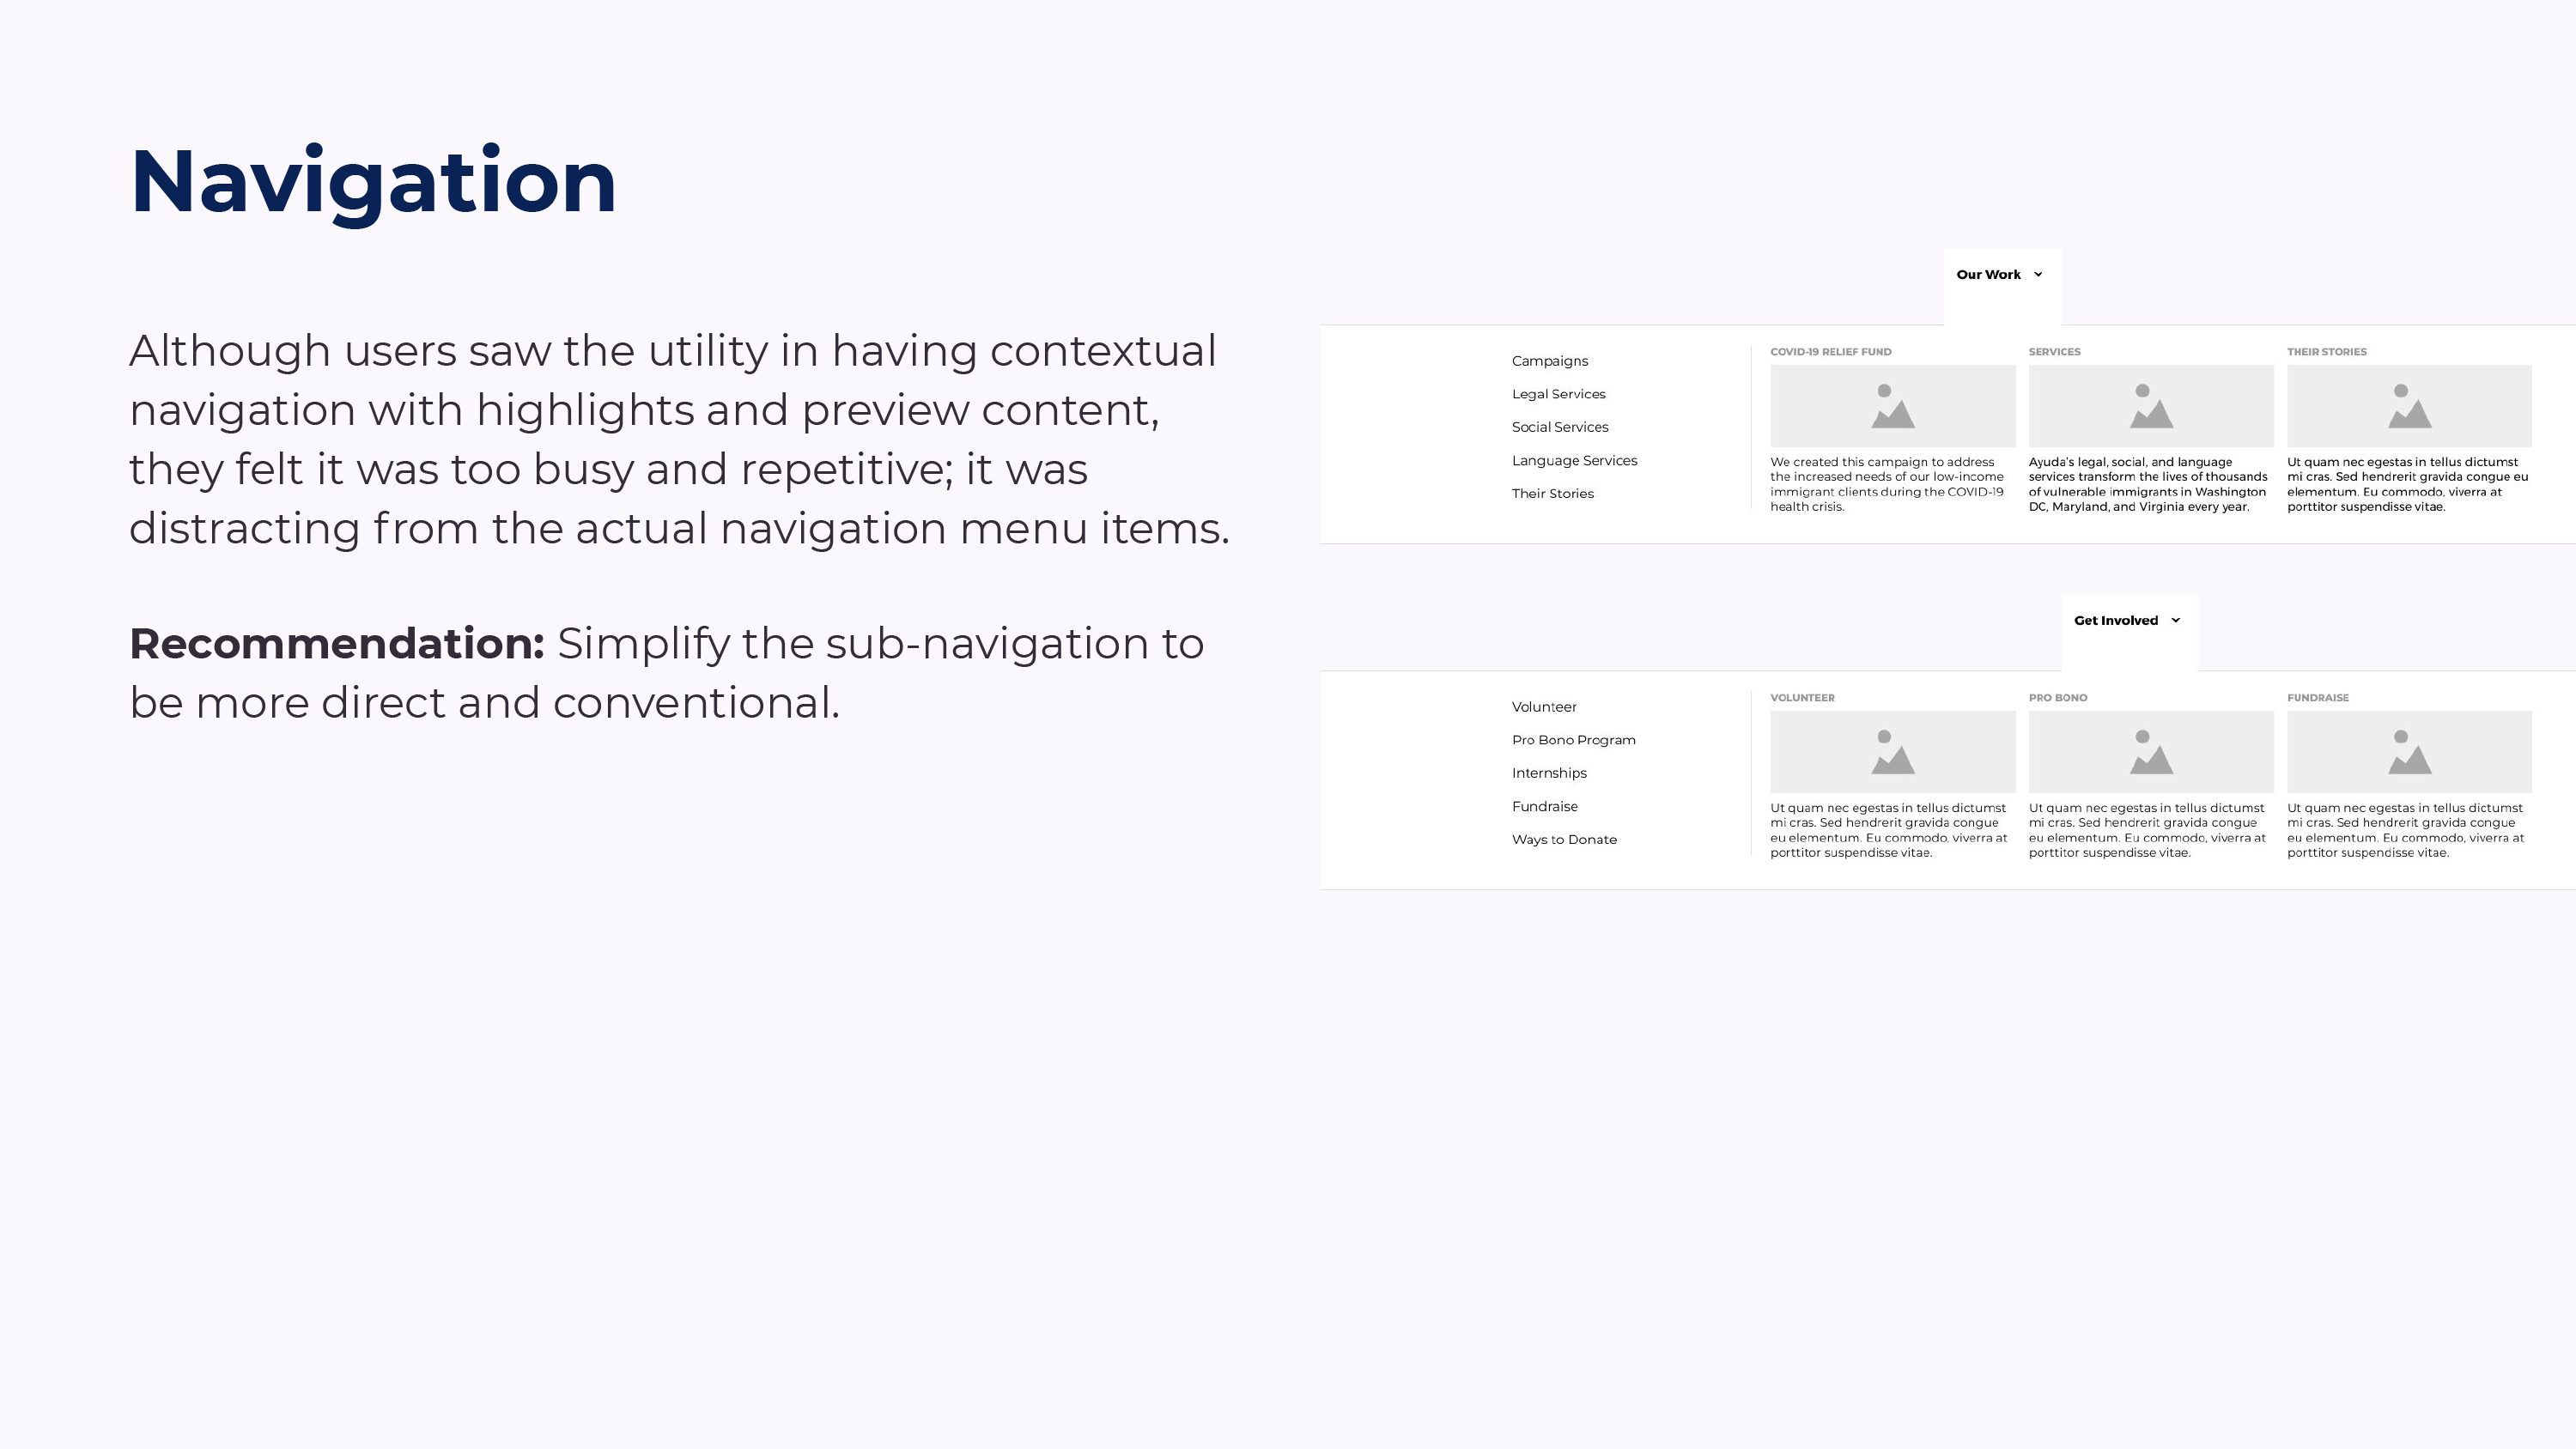 Navigation
Although users saw the utility in having contextual
navigation with highlights and preview content,
they felt it was too busy and repetitive; it was
distracting from the actual navigation menu items.
Recommendation: Simplify the sub-navigation to
be more direct and conventional.
Our Work
Campaigns
Legal Services
Social Services
Language Services
Their Stories
COVID-19 RELIEF FUND
We created this campaign to address
the increased needs of our low-income
immigrant clients during the COVID-19
health crisis.
SERVICES
Ayuda's legal, social, and language
services transform the lives of thousands
of vulnerable immigrants in Washington
DC, Maryland, and Virginia every year.
THEIR STORIES
Ut quam nec egestas in tellus dictumst
mi cras. Sed hendrerit gravida congue eu
elementum. Eu commodo, viverra at
porttitor suspendisse vitae.
Get Involved
Volunteer
Pro Bono Program
Internships
Fundraise
Ways to Donate
VOLUNTEER
Ut quam nec egestas in tellus dictumst
mi cras. Sed hendrerit gravida congue
eu elementum. Eu commodo, viverra at
porttitor suspendisse vitae.
PRO BONO
Ut quam nec egestas in tellus dictumst
mi cras. Sed hendrerit gravida congue
eu elementum. Eu commodo, viverra at
porttitor suspendisse vitae.
FUNDRAISE
Ut quam nec egestas in tellus dictumst
mi cras. Sed hendrerit gravida congue
eu elementum. Eu commodo, viverra at
porttitor suspendisse vitae.